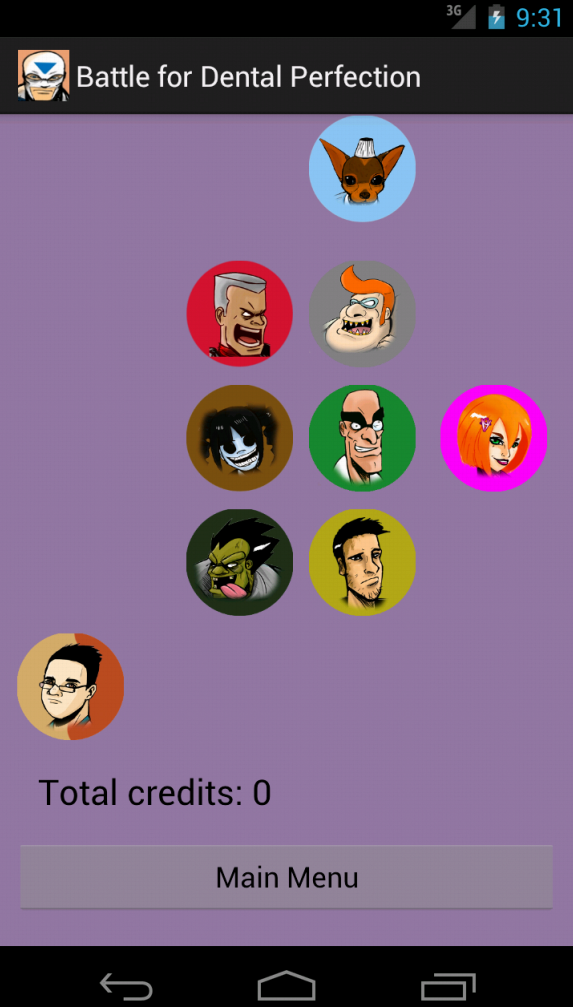 3G 9:31
Battle for Dental Perfection
Total credits: 0
Main Menu